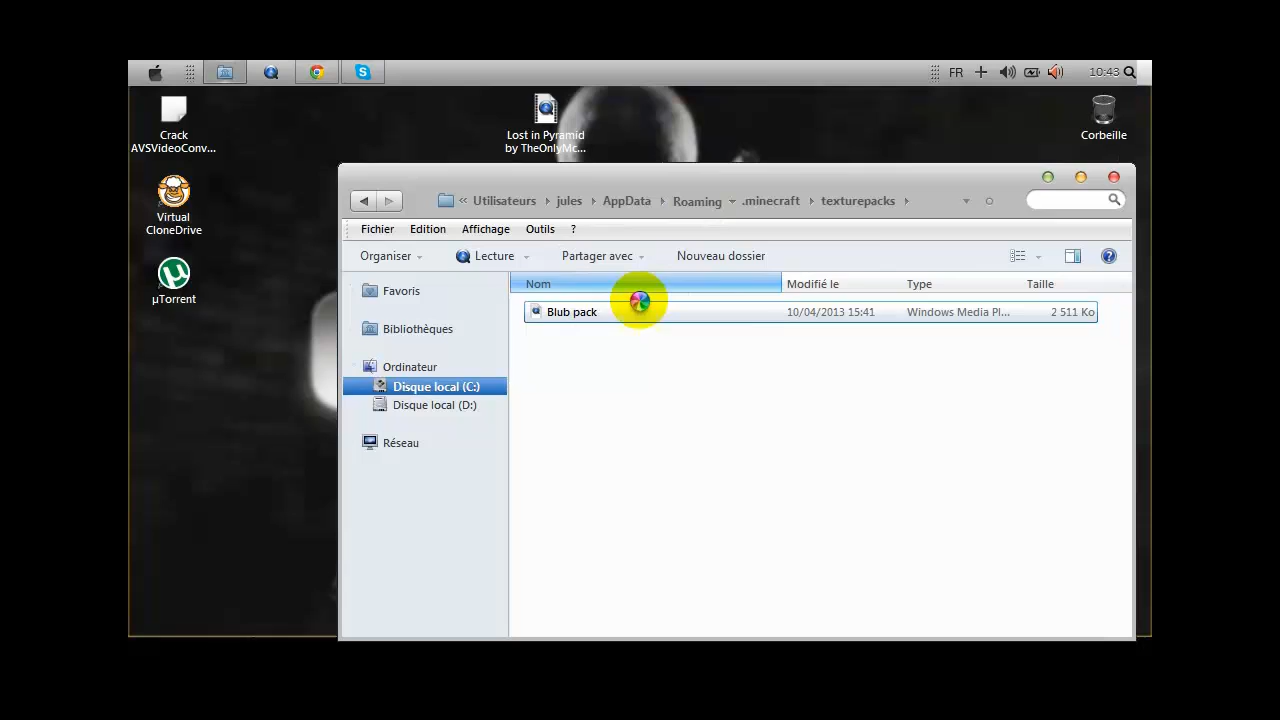 FR
10:43
Crack
AVSVideoConv...
Virtual
CloneDrive
µTorrent
Lost in Pyramid
by TheOnlyMc...
Corbeille
« Utilisateurs jules AppData Roaming .minecraft texturepacks
Fichier Edition Affichage Outils ?
Organiser Lecture Partager avec Nouveau dossier
Favoris
Bibliothèques
Ordinateur
Disque local (C:)
Disque local (D:)
Réseau
Nom Modifié le Type Taille
Blub pack 10/04/2013 15:41 Windows Media Pl... 2 511 Ko